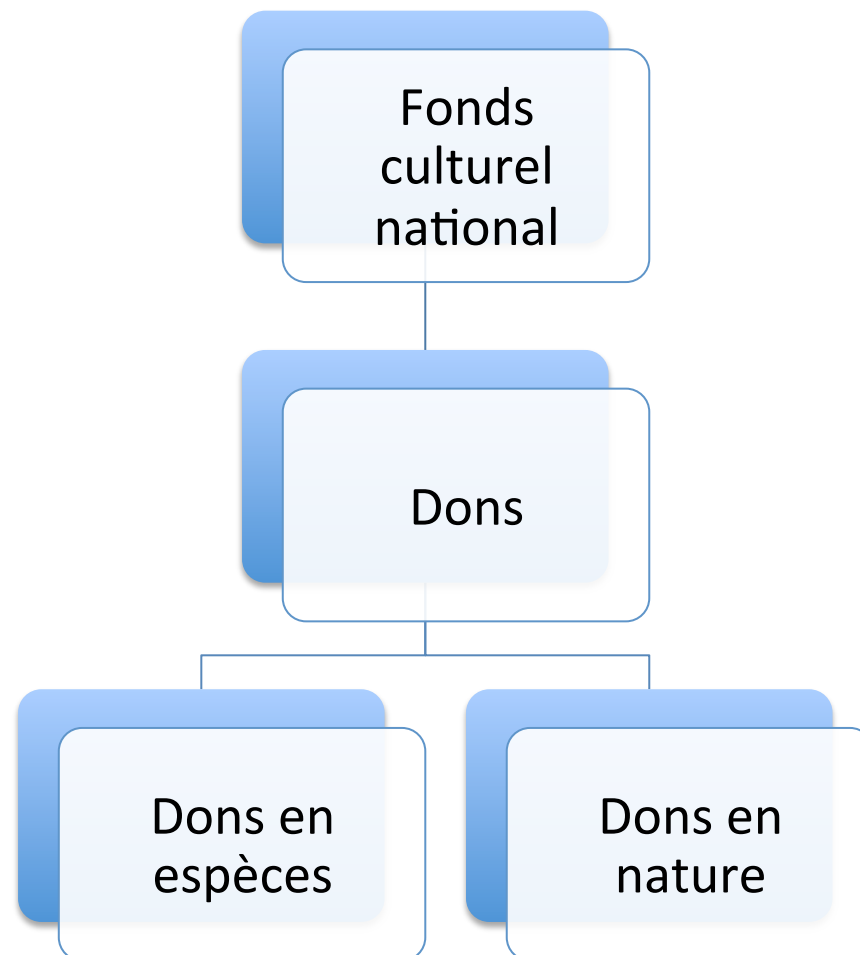 Fonds
culturel
national
Dons
Dons en
espèces
Dons en
nature